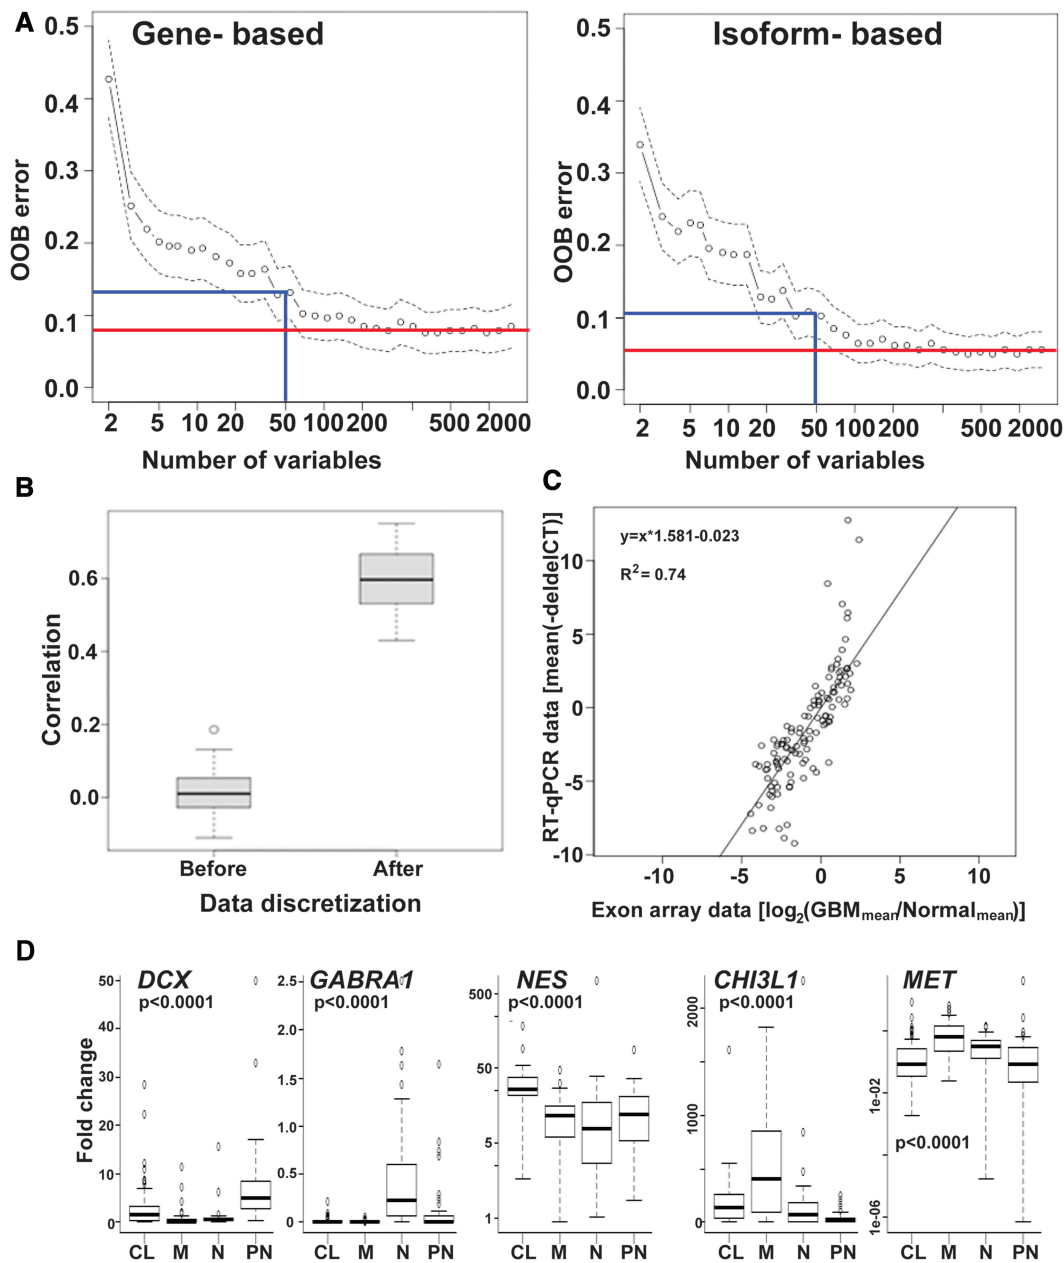 A
Gene- based
Isoform- based
OOB error
0.5
0.4
0.3
0.2
0.1
0.0
2 5 10 20 50 100 200 500 2000
Number of variables
OOB error
0.5
0.4
0.3
0.2
0.1
0.0
2 5 10 20 50 100 200 500 2000
Number of variables
B
Correlation
0.6
0.4
0.2
0.0
Before After
Data discretization
C
y=x*1.581-0.023
R2= 0.74
RT-qPCR data [mean(-deldelCT)]
10
5
0
-5
-10
-10 -5 0 5 10
Exon array data [log2(GBMmean/Normalmean)]
D
Fold change
DCX
p<0.0001
50
40
30
20
10
0
CL M N PN
GABRA1
p<0.0001
2.5
2.0
1.5
1.0
0.5
0
CL M N PN
NES
p<0.0001
500
50
5
1
CL M N PN
CHI3L1
p<0.0001
2000
1000
0
CL M N PN
MET
1e-02
p<0.0001
1e-06
CL M N PN